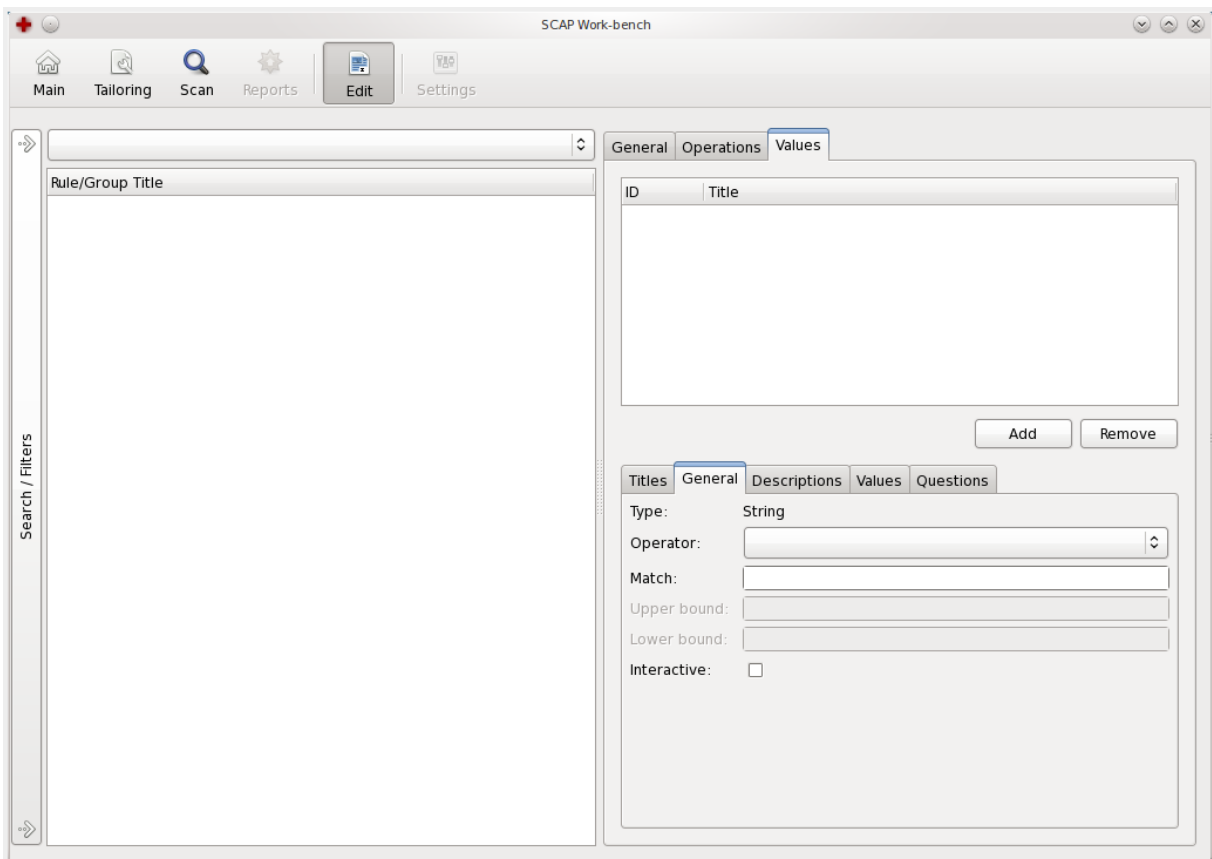 SCAP Work-bench
Main Tailoring Scan Reports Edit Settings
Search / Filters
Rule/Group Title
General Operations Values
ID Title
Add Remove
Titles General Descriptions Values Questions
Type: String
Operator:
Match:
Upper bound:
Lower bound:
Interactive: